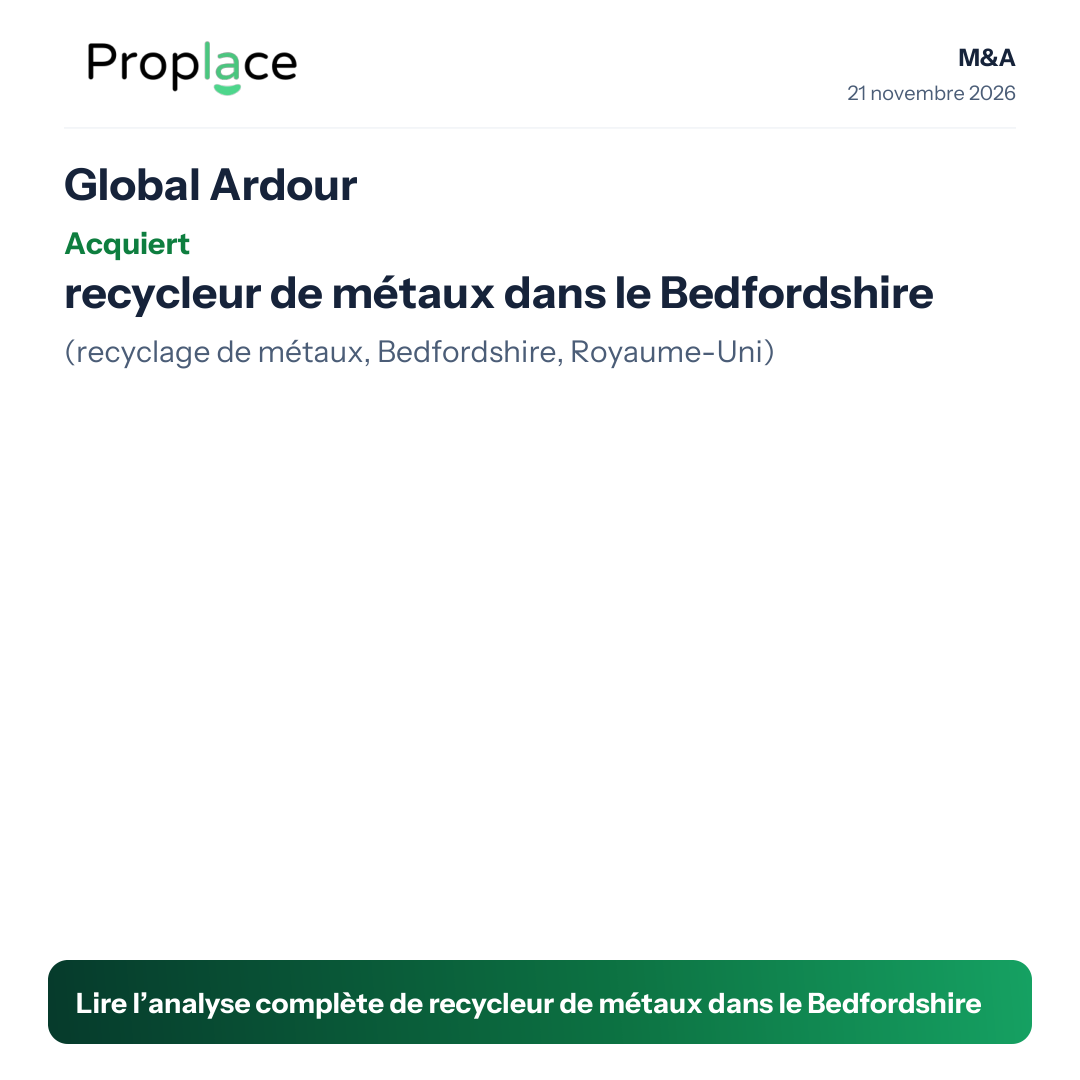 Proplace
M&A
21 novembre 2026
Global Ardour
Acquiert
recycleur de métaux dans le Bedfordshire
(recyclage de métaux, Bedfordshire, Royaume-Uni)
Lire l’analyse complète de recycleur de métaux dans le Bedfordshire